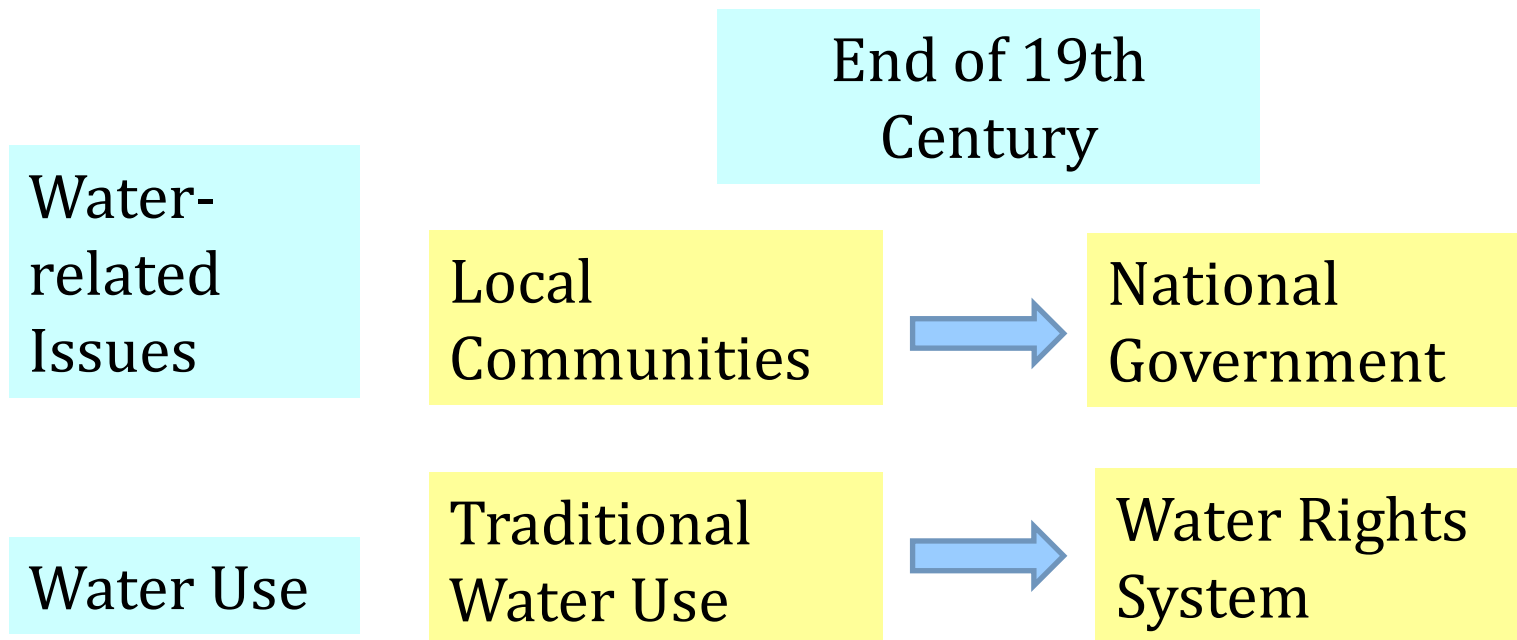 End of 19th
Century
Water-
related
Issues
Local
Communities
National
Government
Water Use
Traditional
Water Use
Water Rights
System